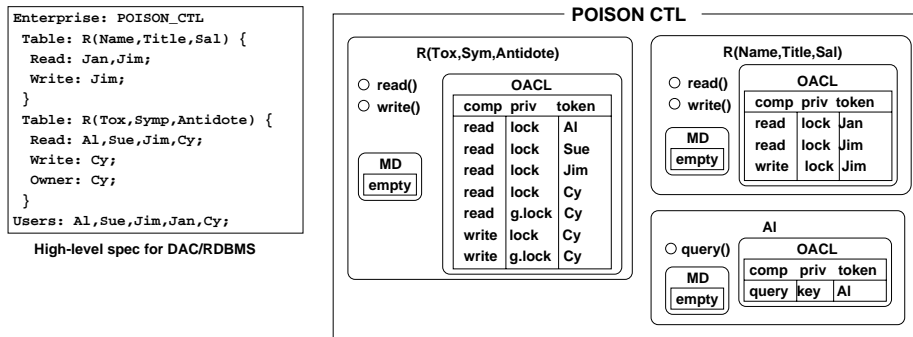 Enterprise: POISON_CTL
Table: R(Name,Title,Sal) {
Read: Jan,Jim;
Write: Jim;
}
Table: R(Tox,Symp,Antidote) {
Read: Al,Sue,Jim,Cy;
Write: Cy;
Owner: Cy;
}
Users: Al,Sue,Jim,Jan,Cy;
High-level spec for DAC/RDBMS
POISON CTL
R(Tox,Sym,Antidote)
read()
write()
MD
empty
OACL
comp priv token
read lock Al
read lock Sue
read lock Jim
read lock Cy
read g.lock Cy
write lock Cy
write g.lock Cy
R(Name,Title,Sal)
read()
write()
MD
empty
OACL
comp priv token
read lock Jan
read lock Jim
write lock Jim
Al
query()
MD
empty
OACL
comp priv token
query key Al